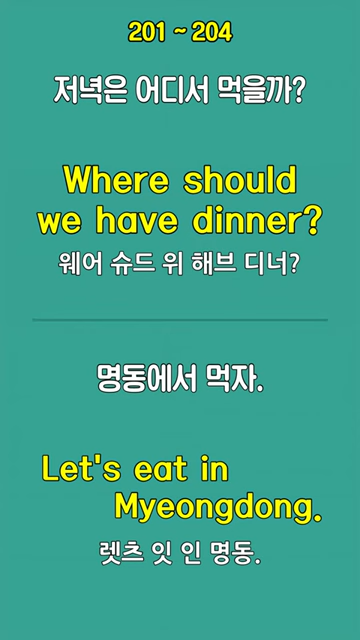 201 ~ 204
저녁은 어디서 먹을까?
Where should
we have dinner?
웨어 슈드 위 해브 디너?
명동에서 먹자.
Let's eat in
Myeongdong.
렛츠 잇 인 명동.